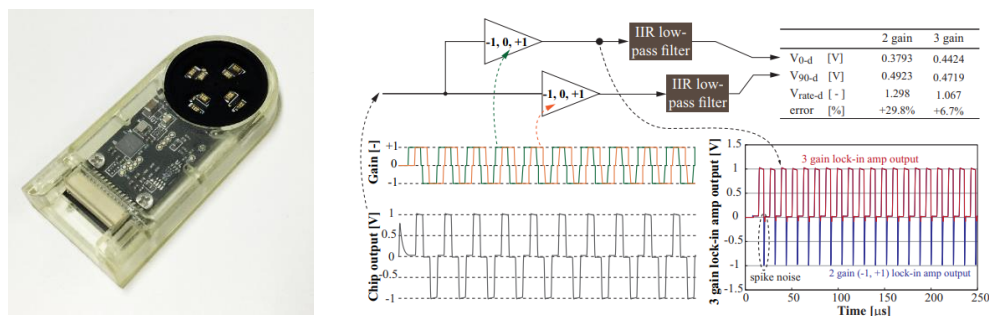 -1, 0, +1
IIR low-
pass filter
-1, 0, +1
IIR low-
pass filter
2 gain 3 gain
V0-d [V] 0.3793 0.4424
V90-d [V] 0.4923 0.4719
Vrate-d [ - ] 1.298 1.067
error [%] +29.8% +6.7%
Gain [-]
+1
0
-1
Chip output [V]
1
0.5
0
-0.5
-1
3 gain lock-in amp output [V]
1.5
1
0.5
0
-0.5
-1
-1.5
3 gain lock-in amp output
spike noise
2 gain (-1, +1) lock-in amp output
0 50 100 150 200 250
Time [μs]